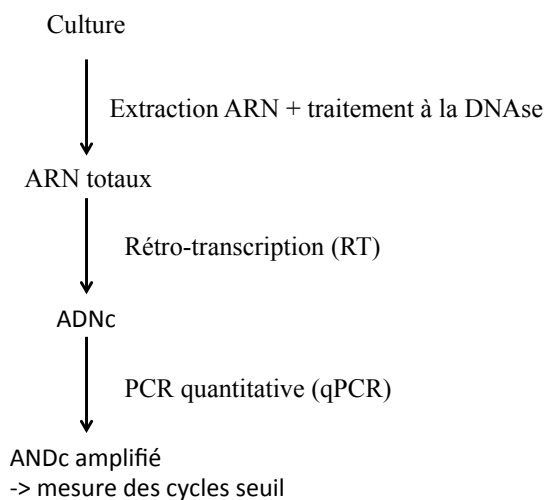 Culture
Extraction ARN + traitement à la DNAse
ARN totaux
Rétro-transcription (RT)
ADNc
PCR quantitative (qPCR)
ANDc amplifié
-> mesure des cycles seuil